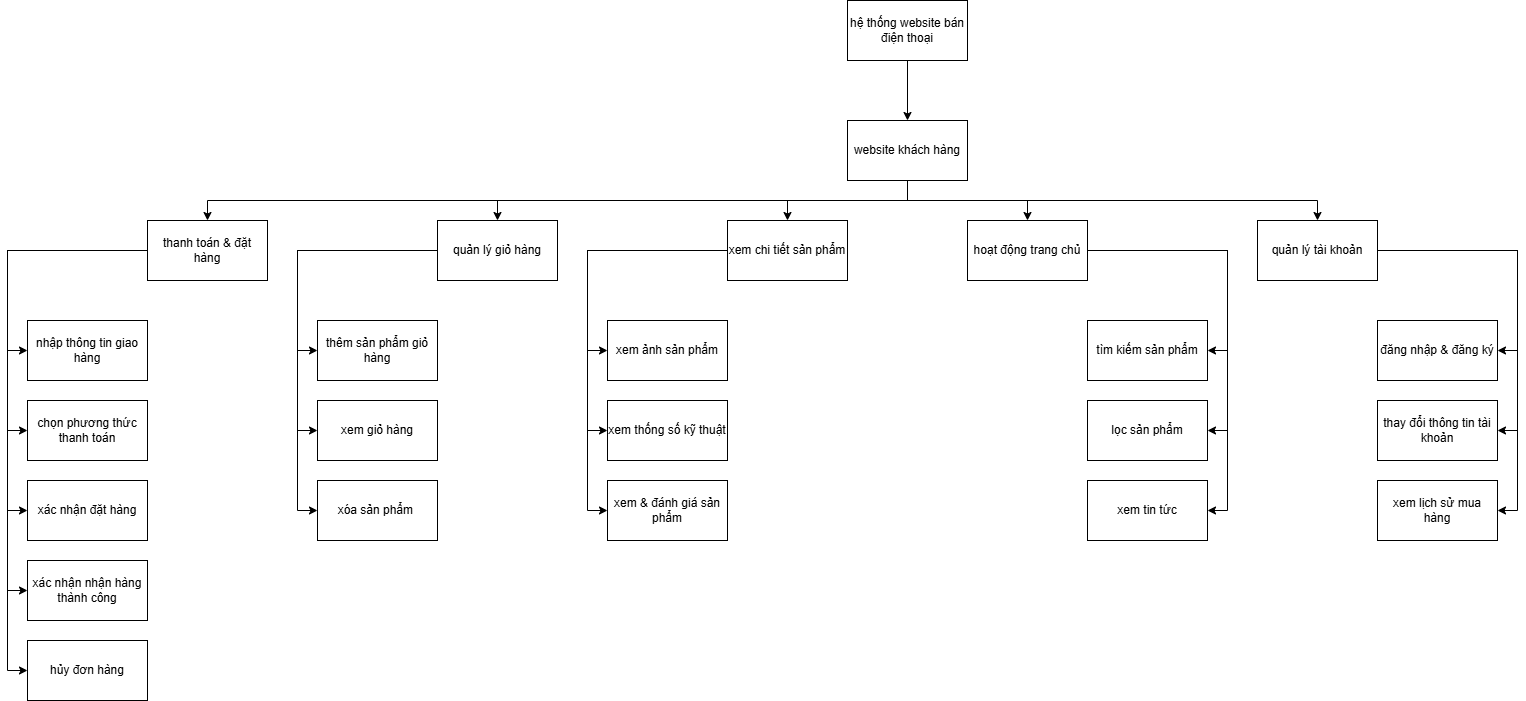 hệ thống website bán
điện thoại
website khách hàng
thanh toán & đặt
hàng
quản lý giỏ hàng
xem chi tiết sản phẩm
hoạt động trang chủ
quản lý tài khoản
nhập thông tin giao
hàng
thêm sản phẩm giỏ
hàng
xem ảnh sản phẩm
tìm kiếm sản phẩm
đăng nhập & đăng ký
chọn phương thức
thanh toán
xem giỏ hàng
xem thống số kỹ thuật
lọc sản phẩm
thay đổi thông tin tài
khoản
xác nhận đặt hàng
xóa sản phẩm
xem & đánh giá sản
phẩm
xem tin tức
xem lịch sử mua
hàng
xác nhận nhận hàng
thành công
hủy đơn hàng